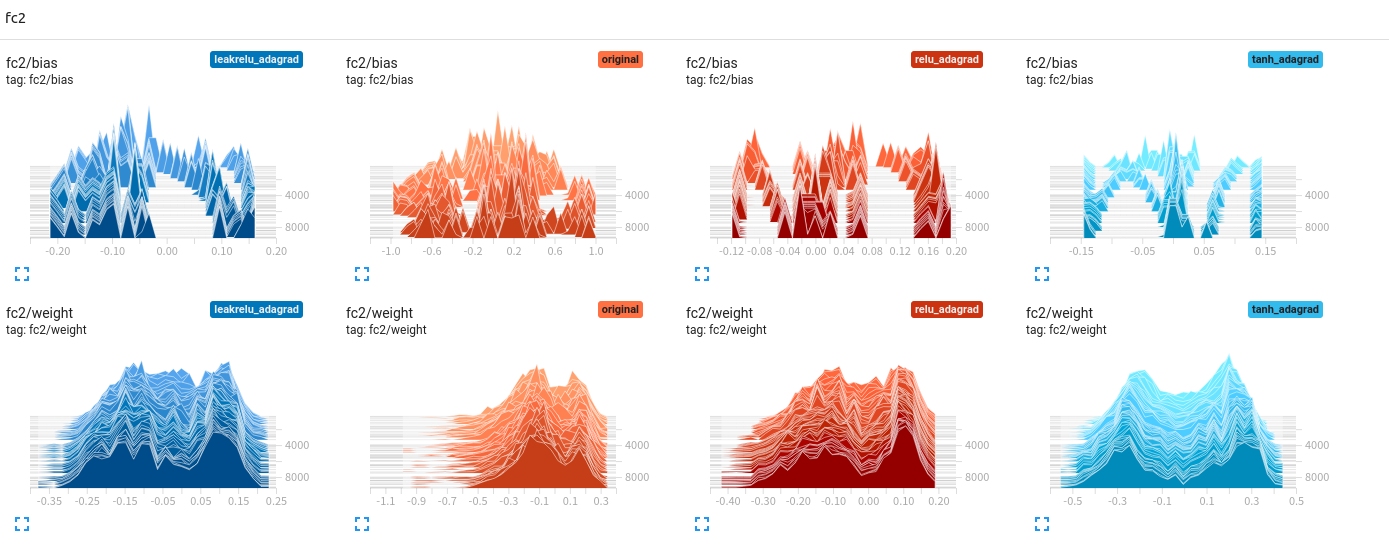 fc2
fc2/bias leakrelu_adagrad
tag: fc2/bias
4000
8000
-0.20 -0.10 0.00 0.10 0.20
fc2/bias original
tag: fc2/bias
4000
8000
-1.0 -0.6 -0.2 0.2 0.6 1.0
fc2/bias relu_adagrad
tag: fc2/bias
4000
8000
-0.12 -0.08 -0.04 0.00 0.04 0.08 0.12 0.16 0.20
fc2/bias tanh_adagrad
tag: fc2/bias
4000
8000
-0.15 -0.05 0.05 0.15
fc2/weight leakrelu_adagrad
tag: fc2/weight
4000
8000
-0.35 -0.25 -0.15 -0.05 0.05 0.15 0.25
fc2/weight original
tag: fc2/weight
4000
8000
-1.1 -0.9 -0.7 -0.5 -0.3 -0.1 0.1 0.3
fc2/weight relu_adagrad
tag: fc2/weight
4000
8000
-0.40 -0.30 -0.20 -0.10 0.00 0.10 0.20
fc2/weight tanh_adagrad
tag: fc2/weight
4000
8000
-0.5 -0.3 -0.1 0.1 0.3 0.5